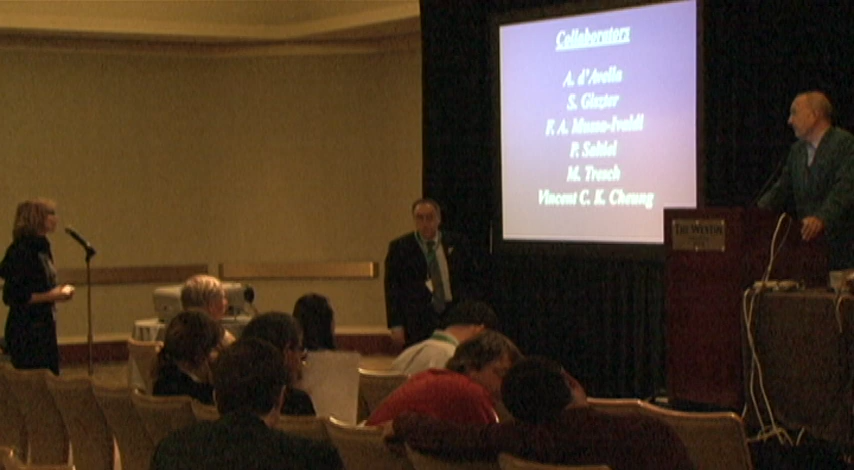 Collaborators
A. d'Avella
S. Giszter
F. A. Mussa-Ivaldi
P. Saltiel
M. Tresch
Vincent C. K. Cheung
THE WESTIN